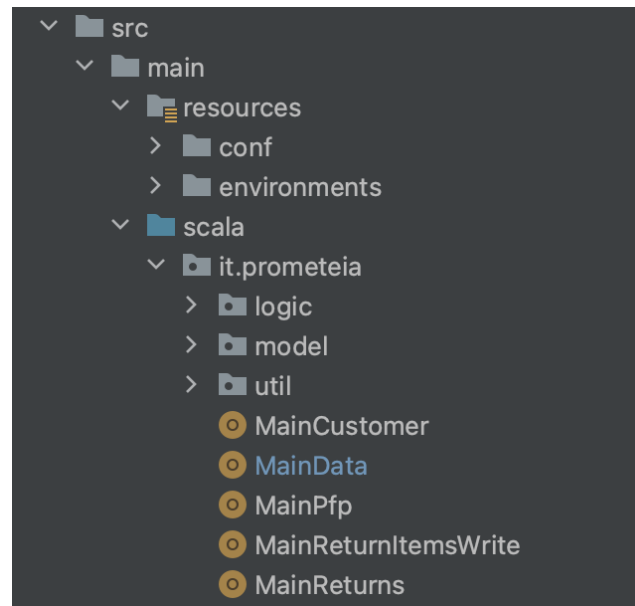 src
main
resources
conf
environments
scala
it.prometeia
logic
model
util
MainCustomer
MainData
MainPfp
MainReturnItemsWrite
MainReturns